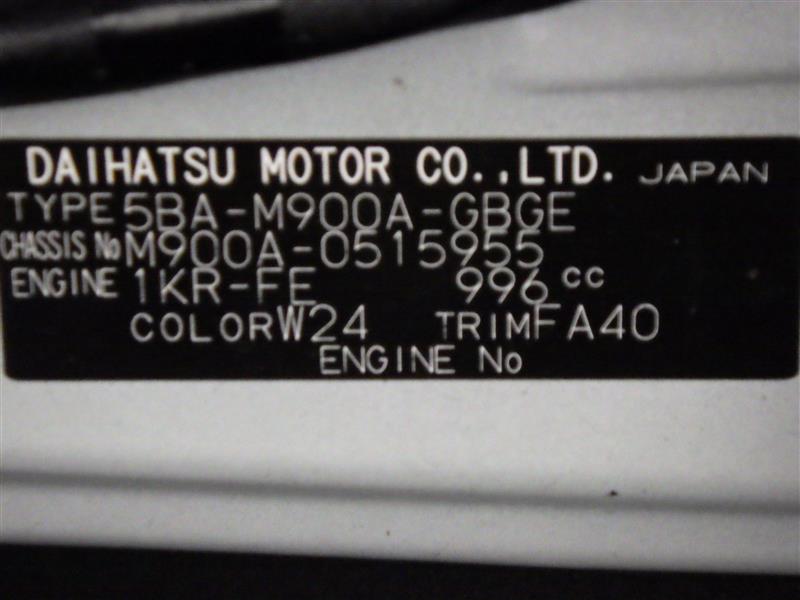 DAIHATSU MOTOR CO.,LTD. JAPAN
TYPE 5BA-M900A-GBGE
CHASSIS No M900A-0515955
ENGINE 1KR-FE 996 cc
COLOR W24 TRIM FA40
ENGINE No